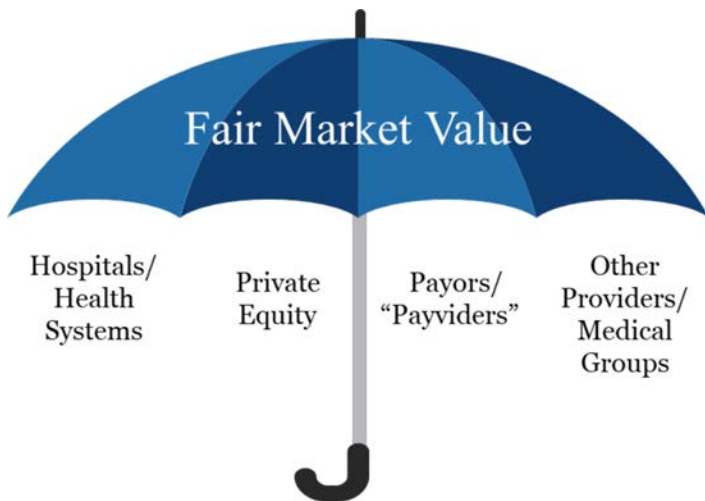 Fair Market Value
Hospitals/
Health
Systems
Private
Equity
Payors/
“Payviders”
Other
Providers/
Medical
Groups